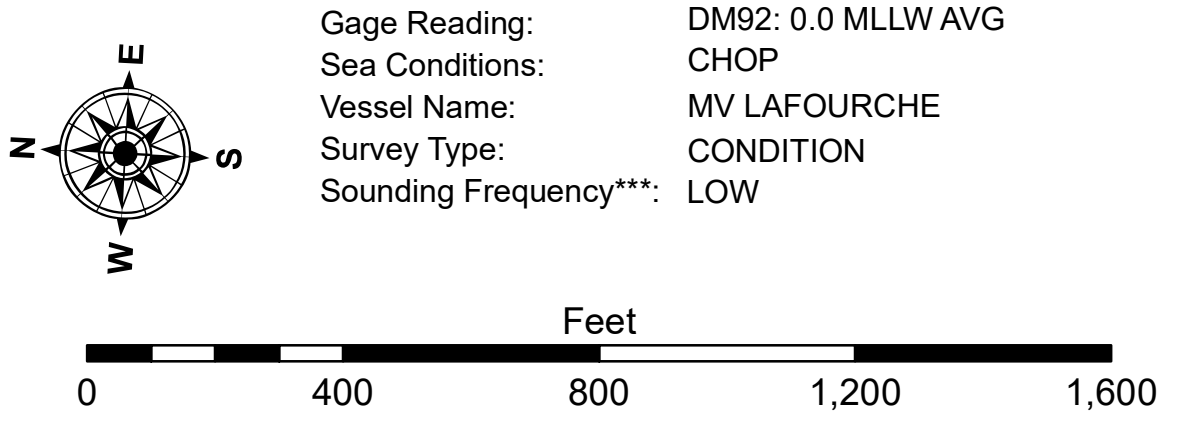 E
N
S
W
Gage Reading: DM92: 0.0 MLLW AVG
Sea Conditions: CHOP
Vessel Name: MV LAFOURCHE
Survey Type: CONDITION
Sounding Frequency***: LOW
Feet
0 400 800 1,200 1,600